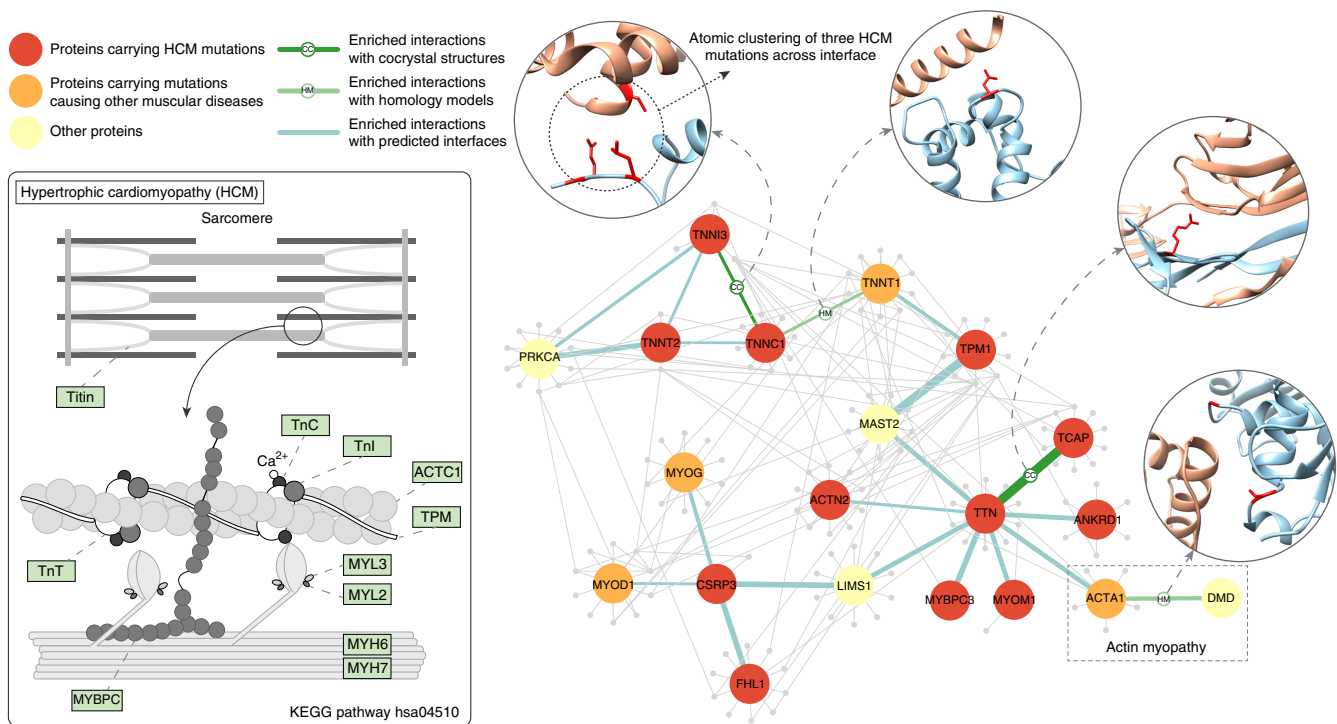 Proteins carrying HCM mutations
Proteins carrying mutations
causing other muscular diseases
Other proteins
CC
Enriched interactions
with cocrystal structures
HM
Enriched interactions
with homology models
Enriched interactions
with predicted interfaces
Atomic clustering of three HCM
mutations across interface
Hypertrophic cardiomyopathy (HCM)
Sarcomere
Titin
TnC
Ca2+
TnI
ACTC1
TPM
TnT
MYL3
MYL2
MYH6
MYH7
MYBPC
KEGG pathway hsa04510
TNNI3
CC
TNNT1
HM
PRKCA
TNNT2
TNNC1
TPM1
MAST2
TCAP
MYOG
CC
ACTN2
TTN
ANKRD1
MYOD1
CSRP3
LIMS1
MYBPC3
MYOM1
ACTA1
HM
DMD
Actin myopathy
FHL1